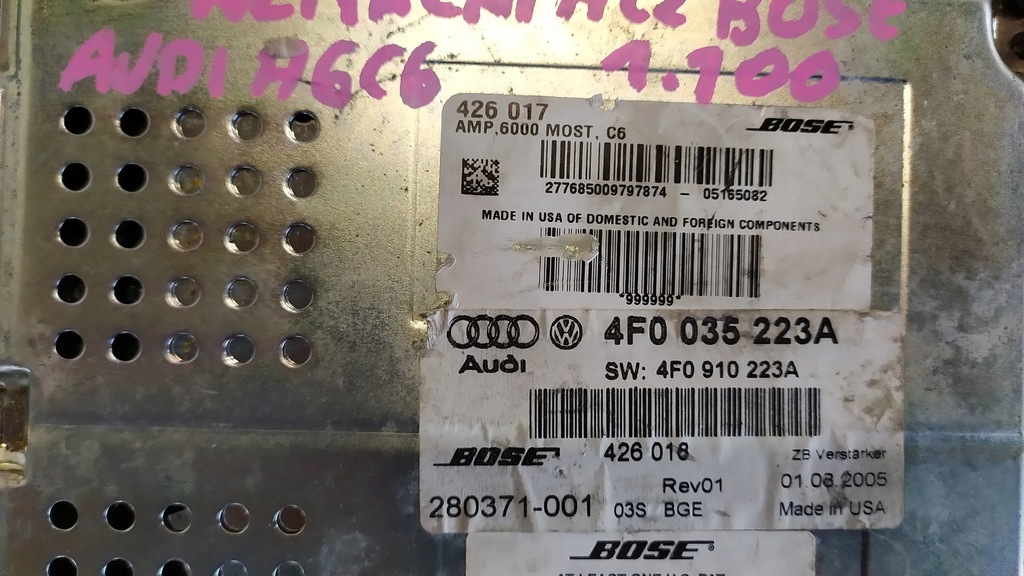 BOSE
AUDI A6C6 1.100
426 017
AMP,6000 MOST, C6
BOSE
277685009797874 - 05165082
MADE IN USA OF DOMESTIC AND FOREIGN COMPONENTS
*999999*
4F0 035 223A
Audi
SW: 4F0 910 223A
BOSE
426 018
ZB Verstärker
Rev01
01.08.2005
280371-001
03S BGE
Made in USA
BOSE